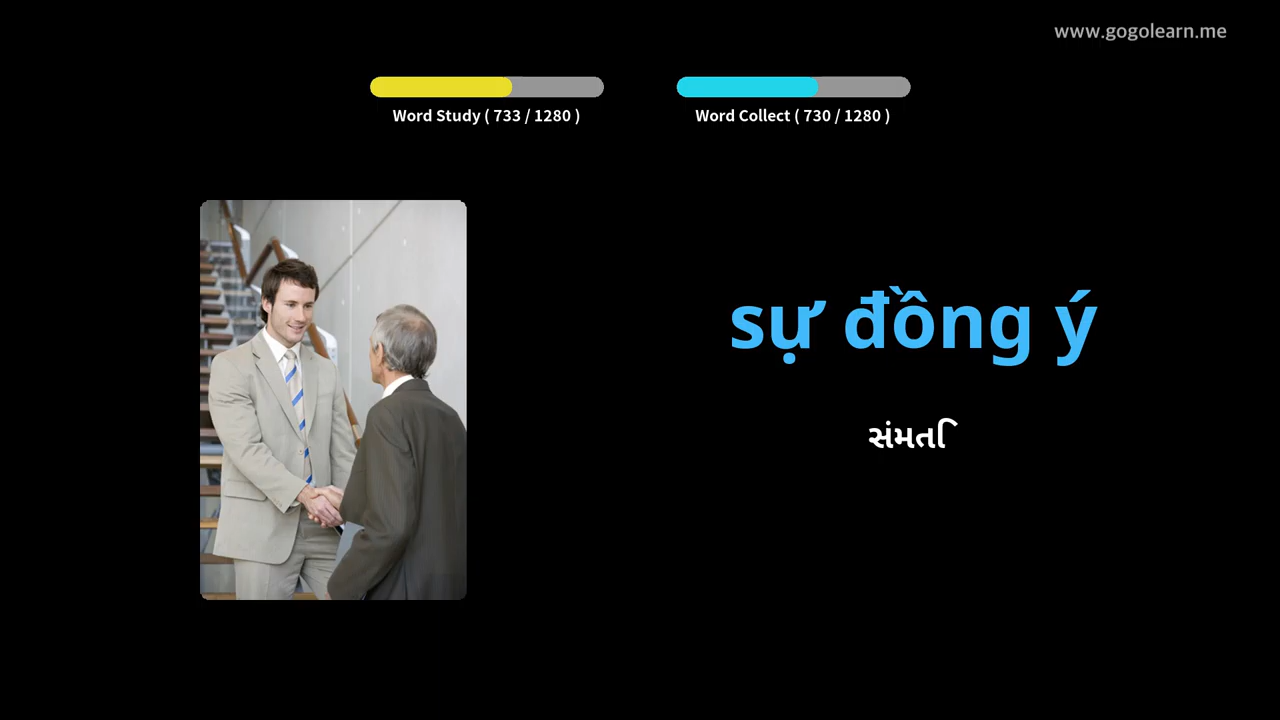 www.gogolearn.me
Word Study ( 733 / 1280 )
Word Collect ( 730 / 1280 )
sự đồng ý
સંમતિ